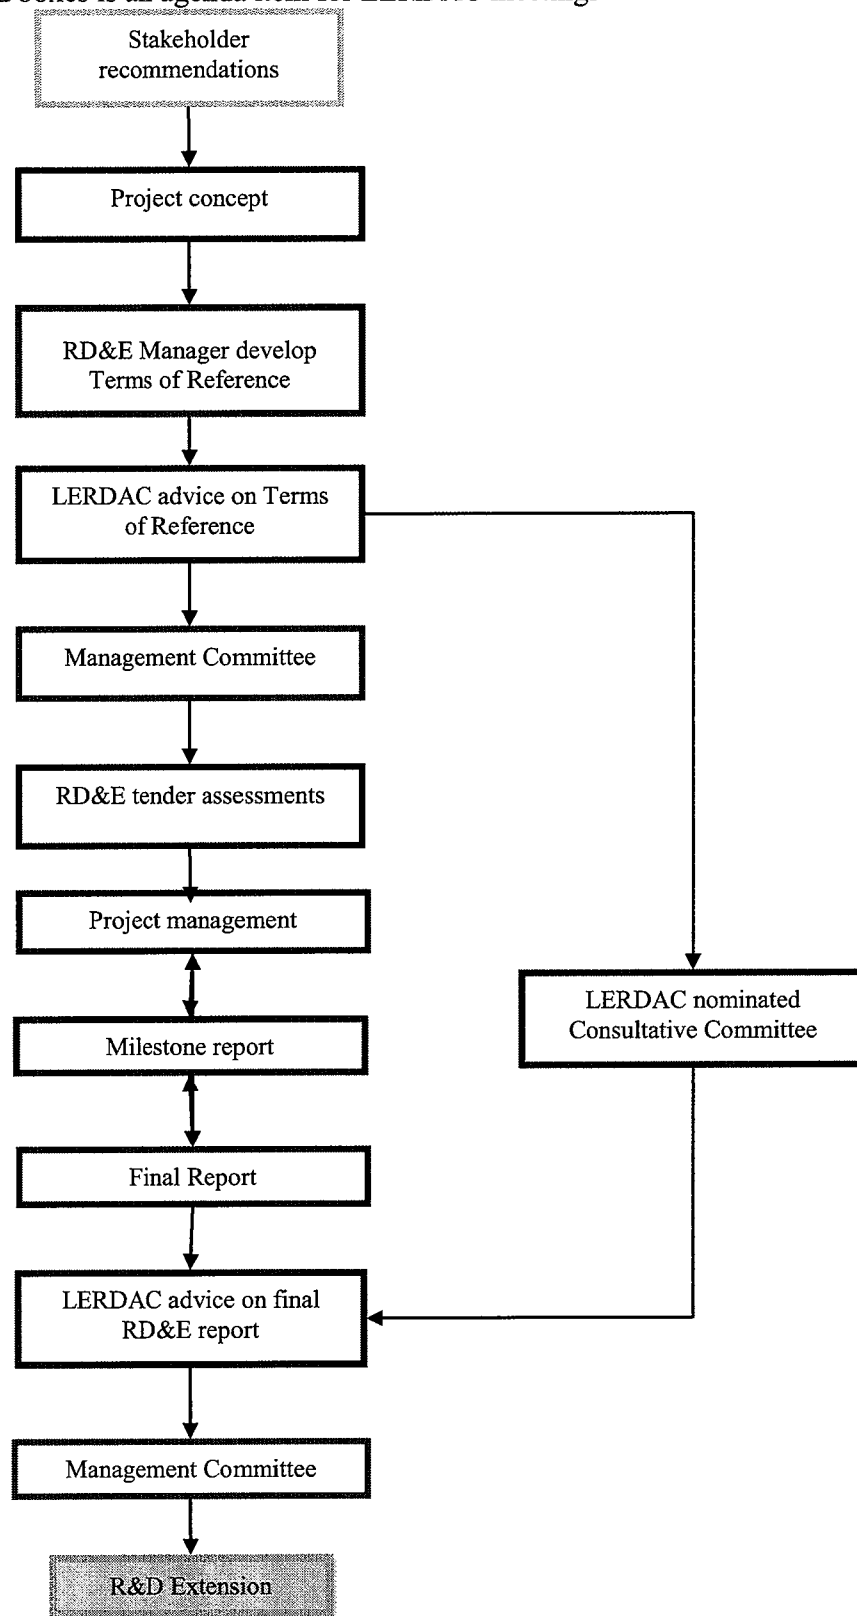 Stakeholder
recommendations
Project concept
RD&E Manager develop
Terms of Reference
LERDAC advice on Terms
of Reference
Management Committee
RD&E tender assessments
Project management
LERDAC nominated
Consultative Committee
Milestone report
Final Report
LERDAC advice on final
RD&E report
Management Committee
R&D Extension